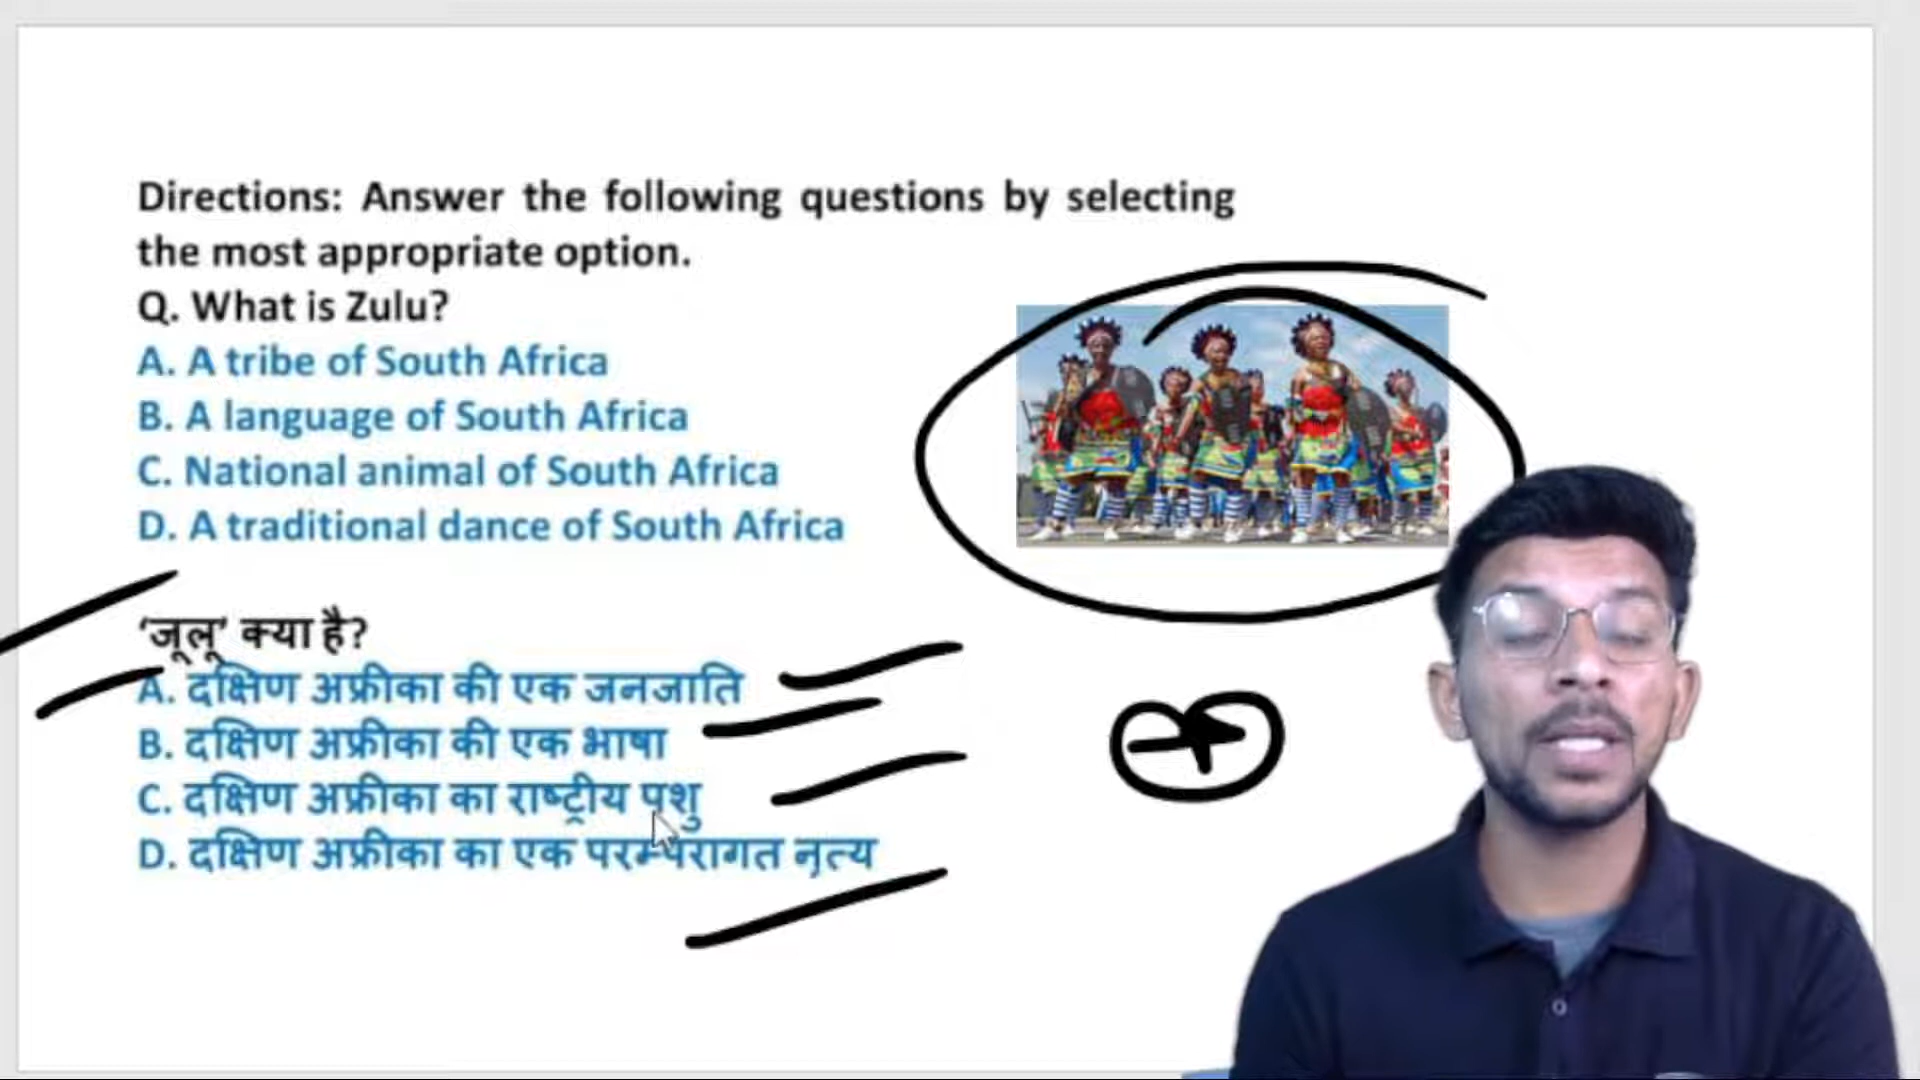 Directions: Answer the following questions by selecting
the most appropriate option.
Q. What is Zulu?
A. A tribe of South Africa
B. A language of South Africa
C. National animal of South Africa
D. A traditional dance of South Africa
‘जूलू’ क्या है?
A. दक्षिण अफ्रीका की एक जनजाति
B. दक्षिण अफ्रीका की एक भाषा
C. दक्षिण अफ्रीका का राष्ट्रीय पशु
D. दक्षिण अफ्रीका का एक परम्परागत नृत्य